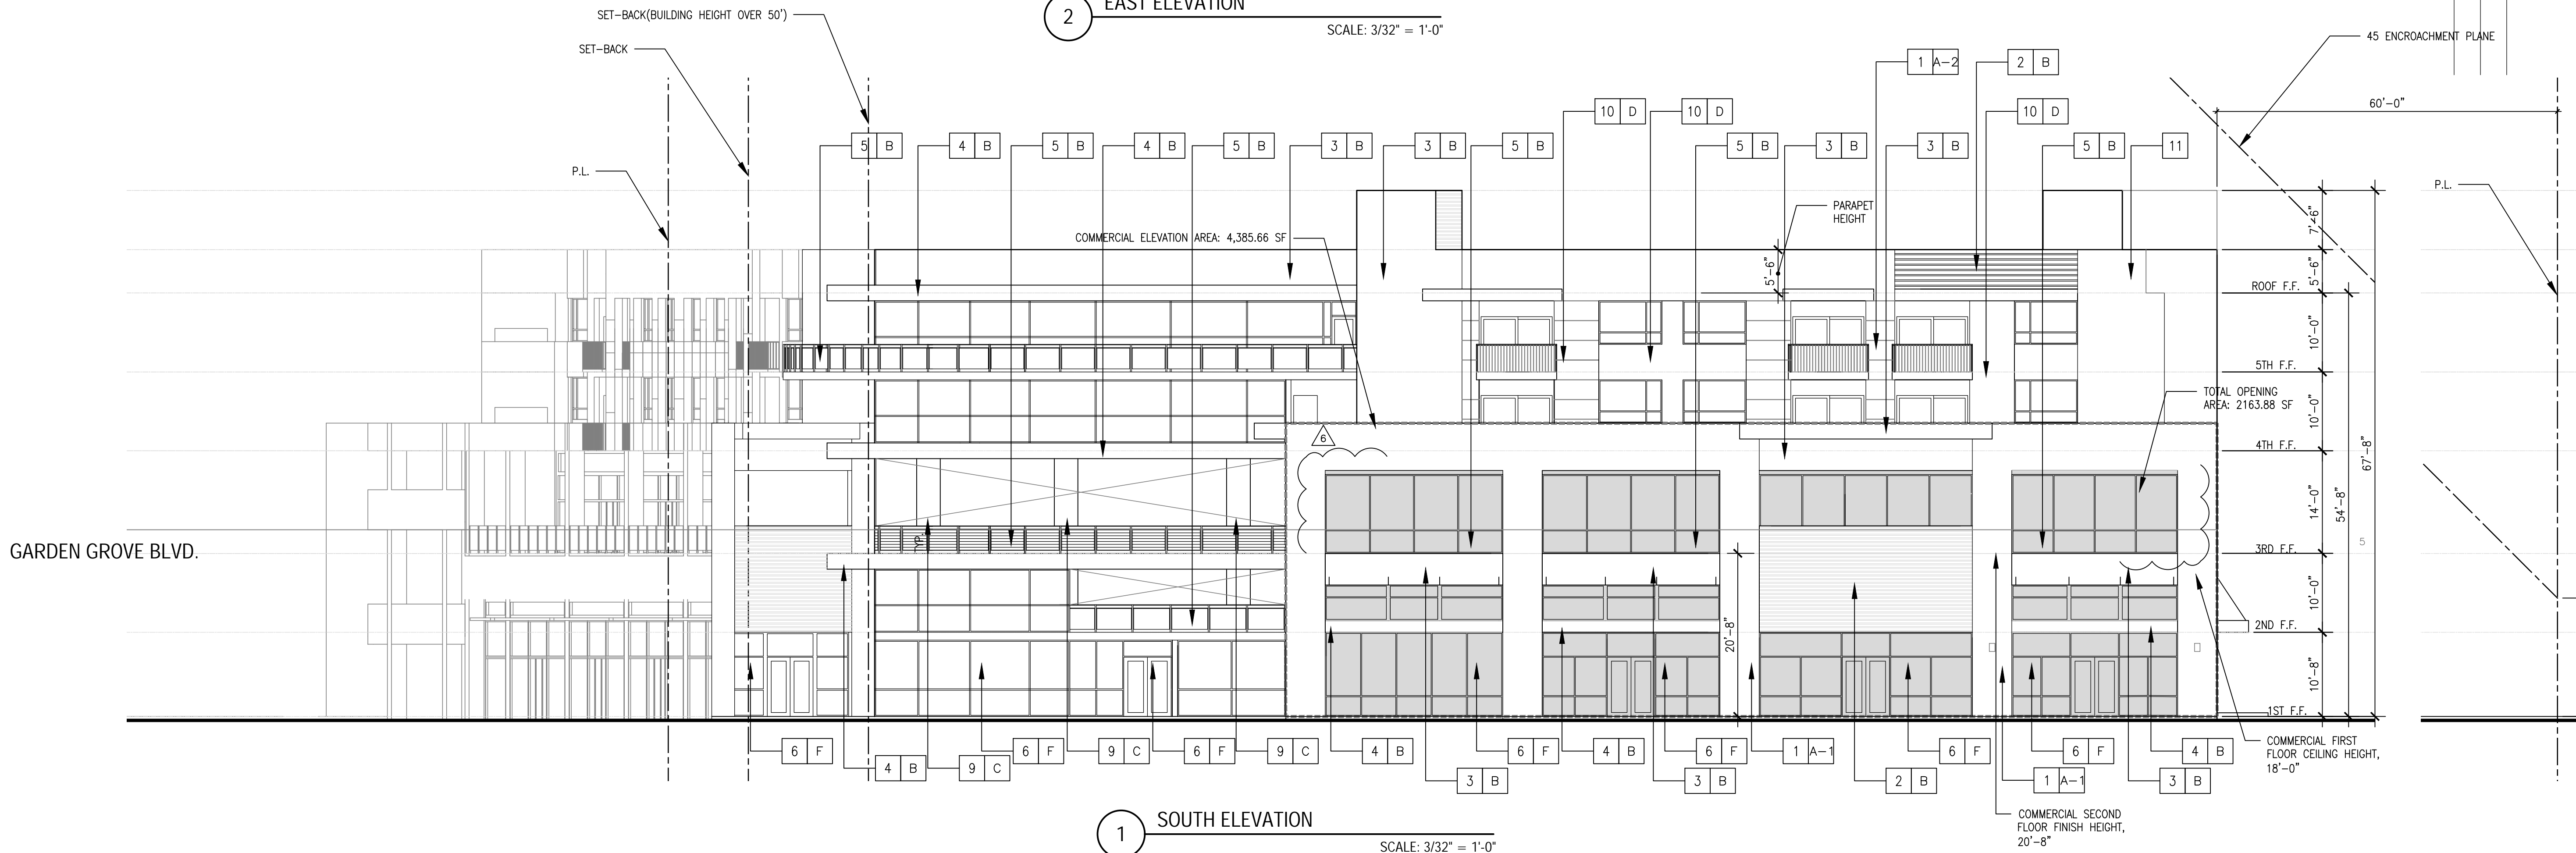 2
EAST ELEVATION
SCALE: 3/32" = 1'-0"
SET-BACK(BUILDING HEIGHT OVER 50')
SET-BACK
P.L.
45 ENCROACHMENT PLANE
60'-0"
P.L.
1 A-2
2 B
10 D
10 D
10 D
5 B
4 B
5 B
4 B
5 B
3 B
3 B
5 B
5 B
3 B
3 B
5 B
11
PARAPET
HEIGHT
COMMERCIAL ELEVATION AREA: 4,385.66 SF
5'-6"
7'-6"
5'-6"
ROOF F.F.
10'-0"
5TH F.F.
TOTAL OPENING
AREA: 2163.88 SF
10'-0"
4TH F.F.
67'-8"
6
14'-0"
54'-8"
GARDEN GROVE BLVD.
TYP.
5
3RD F.F.
10'-0"
2ND F.F.
20'-8"
10'-8"
1ST F.F.
6 F
6 F
9 C
6 F
9 C
4 B
6 F
4 B
6 F
1 A-1
6 F
6 F
4 B
4 B
9 C
3 B
3 B
2 B
1 A-1
3 B
COMMERCIAL FIRST
FLOOR CEILING HEIGHT,
18'-0"
COMMERCIAL SECOND
FLOOR FINISH HEIGHT,
20'-8"
1
SOUTH ELEVATION
SCALE: 3/32" = 1'-0"